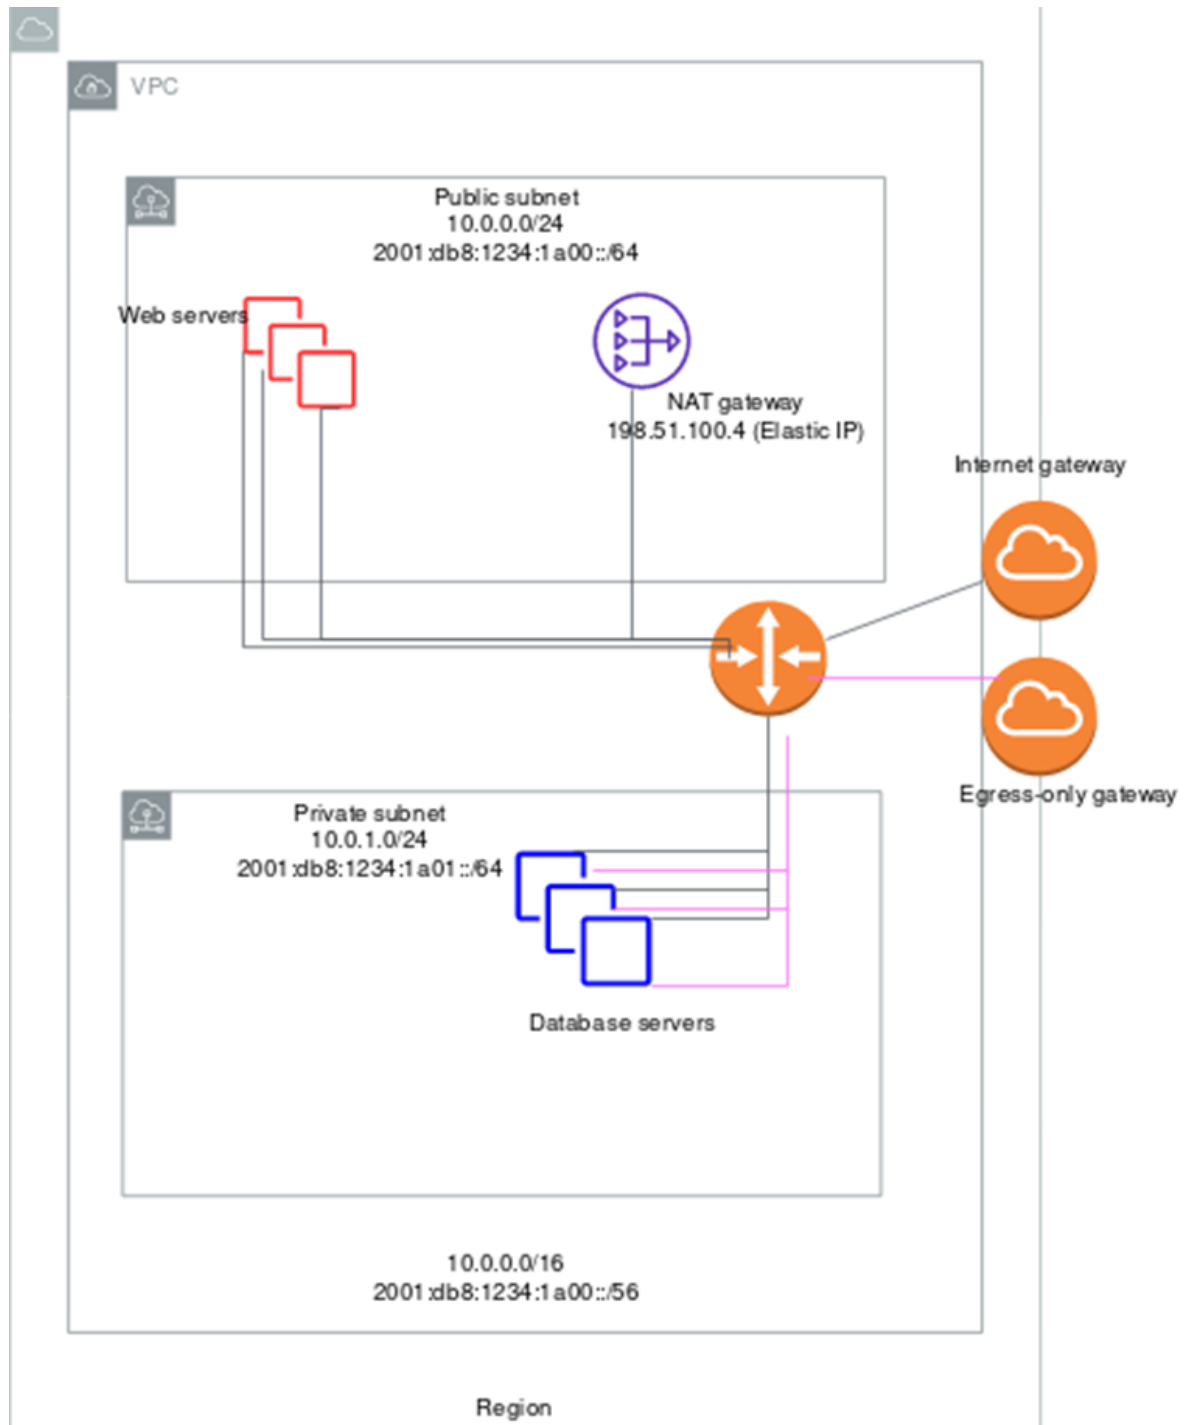 VPC
Public subnet
10.0.0.0/24
2001:db8:1234:1a00::/64
Web servers
NAT gateway
198.51.100.4 (Elastic IP)
Internet gateway
Egress-only gateway
Private subnet
10.0.1.0/24
2001:db8:1234:1a01::/64
Database servers
10.0.0.0/16
2001:db8:1234:1a00::/56
Region